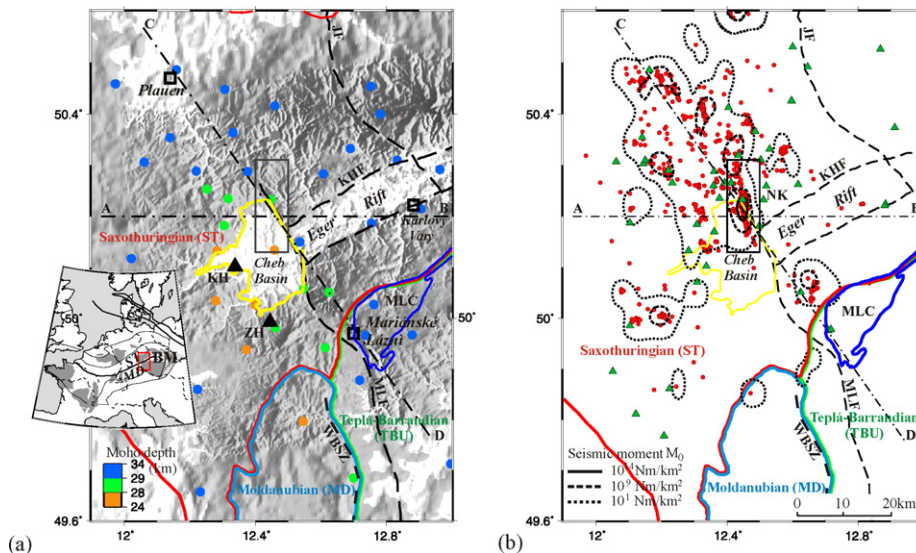 C
JF
Plauen
50.4˚
KHF
A
B
Rift
Eger
Karlovy
Vary
Saxothuringian (ST)
Cheb
Basin
KH
MLC
50˚
ZH
Mariánské
Lázně
BM
ST
MD
MLF
Teplá-Barrandian
(TBU)
D
WBSZ
Moho depth
(km)
34
29
28
24
Moldanubian (MD)
49.6˚
12˚
12.4˚
12.8˚
(a)
C
JF
50.4˚
KHF
NK
A
B
Rift
Eger
Cheb
Basin
50˚
MLC
Saxothuringian (ST)
MLF
Teplá-Barrandian
(TBU)
D
WBSZ
Seismic moment M0
10^14 Nm/km²
10^9 Nm/km²
10^1 Nm/km²
Moldanubian (MD)
0 10 20km
49.6˚
12˚
12.4˚
12.8˚
(b)